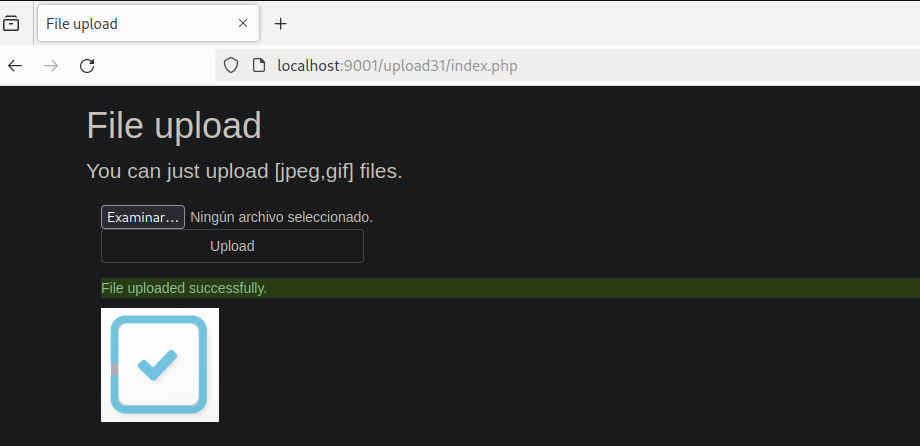 File upload
localhost:9001/upload31/index.php
File upload
You can just upload [jpeg,gif] files.
Examinar... Ningún archivo seleccionado.
Upload
File uploaded successfully.